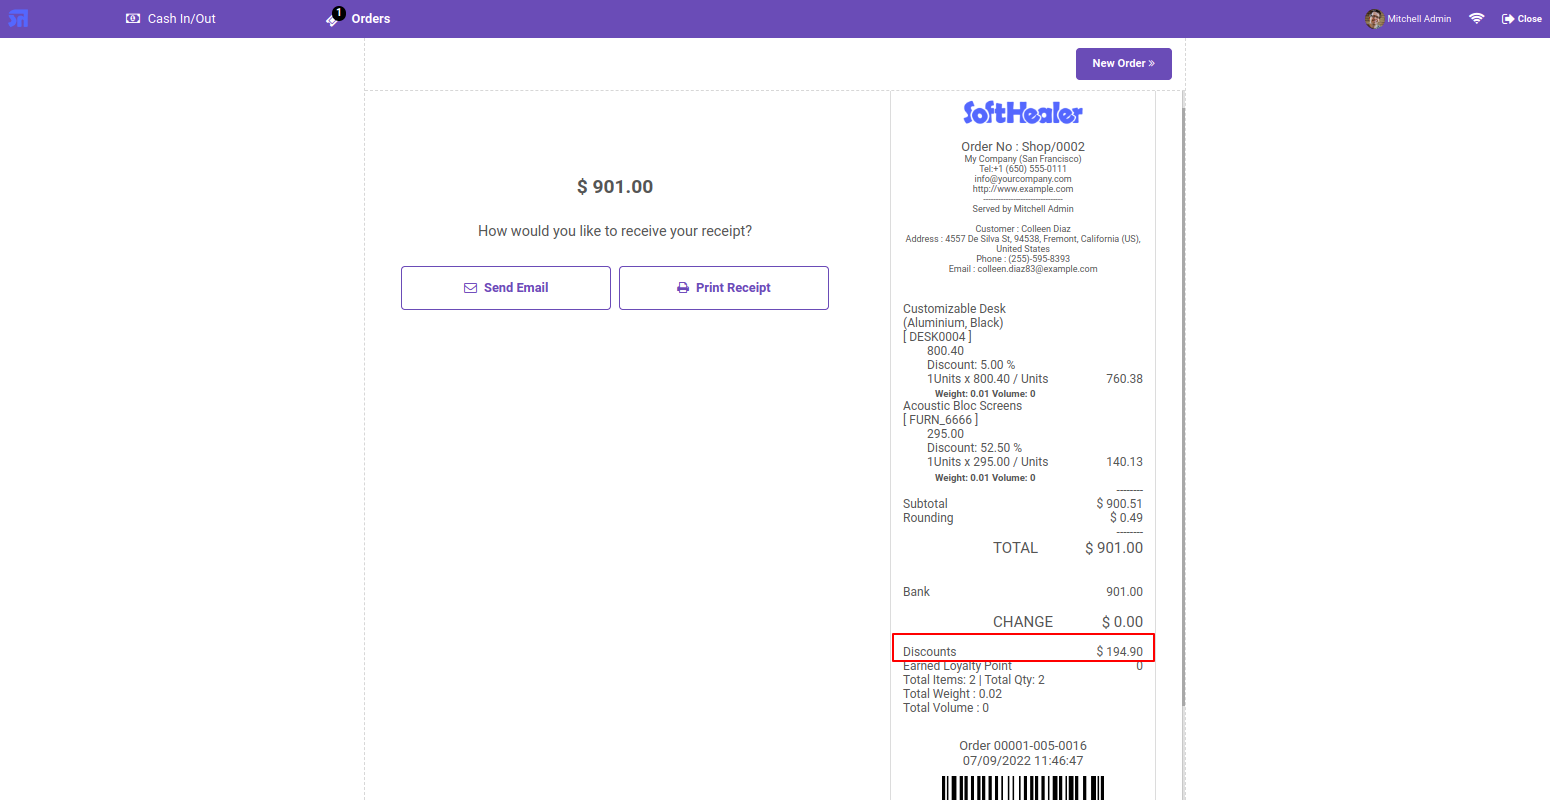 Cash In/Out
1
Orders
Mitchell Admin
Close
New Order »
$ 901.00
How would you like to receive your receipt?
Send Email
Print Receipt
SoftHealer
Order No : Shop/0002
My Company (San Francisco)
Tel:+1 (650) 555-0111
info@yourcompany.com
http://www.example.com
--------------------------------
Served by Mitchell Admin
Customer : Colleen Diaz
Address : 4557 De Silva St, 94538, Fremont, California (US),
United States
Phone : (255)-595-8393
Email : colleen.diaz83@example.com
Customizable Desk
(Aluminium, Black)
[ DESK0004 ]
800.40
Discount: 5.00 %
1Units x 800.40 / Units 760.38
Weight: 0.01 Volume: 0
Acoustic Bloc Screens
[ FURN_6666 ]
295.00
Discount: 52.50 %
1Units x 295.00 / Units 140.13
Weight: 0.01 Volume: 0
--------
Subtotal $ 900.51
Rounding $ 0.49
--------
TOTAL $ 901.00
Bank 901.00
CHANGE $ 0.00
Discounts $ 194.90
Earned Loyalty Point 0
Total Items: 2 | Total Qty: 2
Total Weight : 0.02
Total Volume : 0
Order 00001-005-0016
07/09/2022 11:46:47